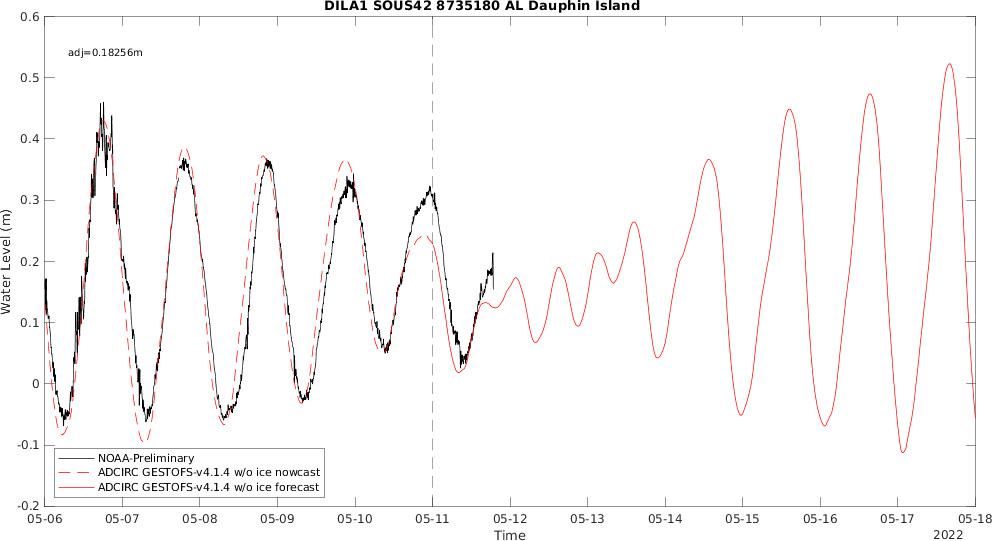 DILA1 SOUS42 8735180 AL Dauphin Island
adj=0.18256m
0.6
0.5
0.4
0.3
0.2
0.1
0
-0.1
-0.2
Water Level (m)
NOAA-Preliminary
ADCIRC GESTOFS-v4.1.4 w/o ice nowcast
ADCIRC GESTOFS-v4.1.4 w/o ice forecast
05-06 05-07 05-08 05-09 05-10 05-11 05-12 05-13 05-14 05-15 05-16 05-17 05-18
Time
2022